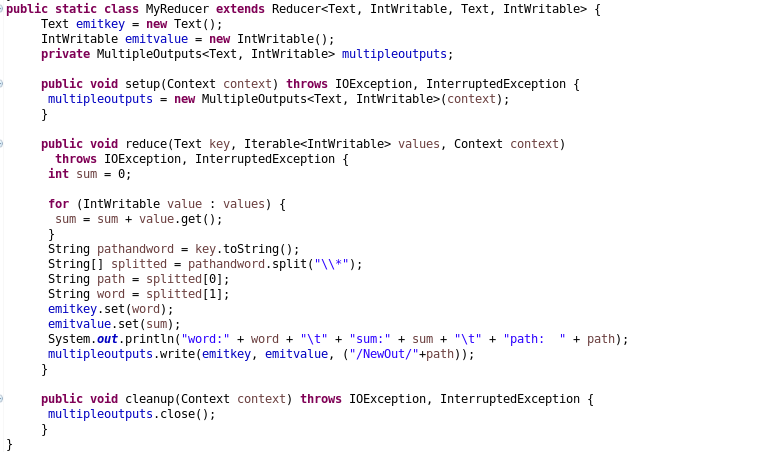 public static class MyReducer extends Reducer<Text, IntWritable, Text, IntWritable> {
     Text emitkey = new Text();
     IntWritable emitvalue = new IntWritable();
     private MultipleOutputs<Text, IntWritable> multipleoutputs;

     public void setup(Context context) throws IOException, InterruptedException {
      multipleoutputs = new MultipleOutputs<Text, IntWritable>(context);
     }

     public void reduce(Text key, Iterable<IntWritable> values, Context context)
       throws IOException, InterruptedException {
      int sum = 0;

      for (IntWritable value : values) {
       sum = sum + value.get();
      }
      String pathandword = key.toString();
      String[] splitted = pathandword.split("\\*");
      String path = splitted[0];
      String word = splitted[1];
      emitkey.set(word);
      emitvalue.set(sum);
      System.out.println("word:" + word + "\t" + "sum:" + sum + "\t" + "path:  " + path);
      multipleoutputs.write(emitkey, emitvalue, ("/NewOut/"+path));
     }

     public void cleanup(Context context) throws IOException, InterruptedException {
      multipleoutputs.close();
     }
}